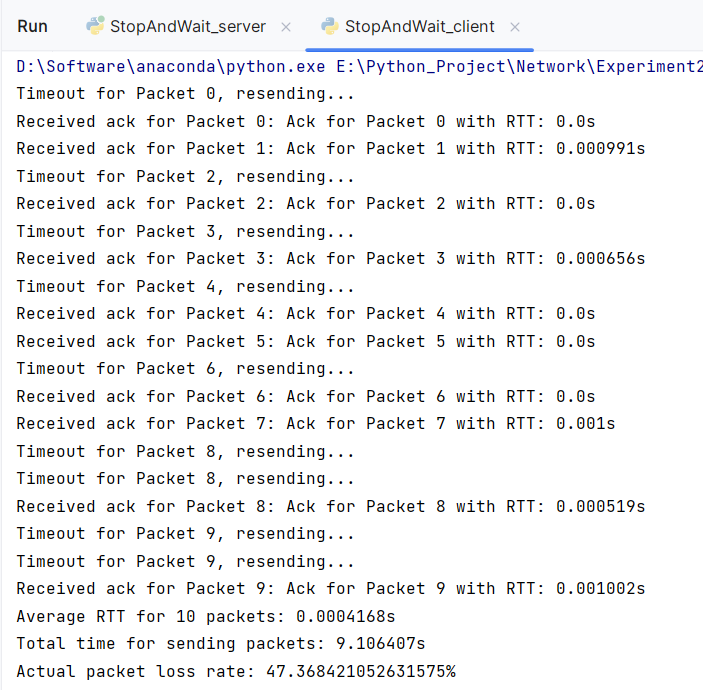 Run StopAndWait_server × StopAndWait_client ×
D:\Software\anaconda\python.exe E:\Python_Project\Network\Experiment2
Timeout for Packet 0, resending...
Received ack for Packet 0: Ack for Packet 0 with RTT: 0.0s
Received ack for Packet 1: Ack for Packet 1 with RTT: 0.000991s
Timeout for Packet 2, resending...
Received ack for Packet 2: Ack for Packet 2 with RTT: 0.0s
Timeout for Packet 3, resending...
Received ack for Packet 3: Ack for Packet 3 with RTT: 0.000656s
Timeout for Packet 4, resending...
Received ack for Packet 4: Ack for Packet 4 with RTT: 0.0s
Received ack for Packet 5: Ack for Packet 5 with RTT: 0.0s
Timeout for Packet 6, resending...
Received ack for Packet 6: Ack for Packet 6 with RTT: 0.0s
Received ack for Packet 7: Ack for Packet 7 with RTT: 0.001s
Timeout for Packet 8, resending...
Timeout for Packet 8, resending...
Received ack for Packet 8: Ack for Packet 8 with RTT: 0.000519s
Timeout for Packet 9, resending...
Timeout for Packet 9, resending...
Received ack for Packet 9: Ack for Packet 9 with RTT: 0.001002s
Average RTT for 10 packets: 0.0004168s
Total time for sending packets: 9.106407s
Actual packet loss rate: 47.368421052631575%